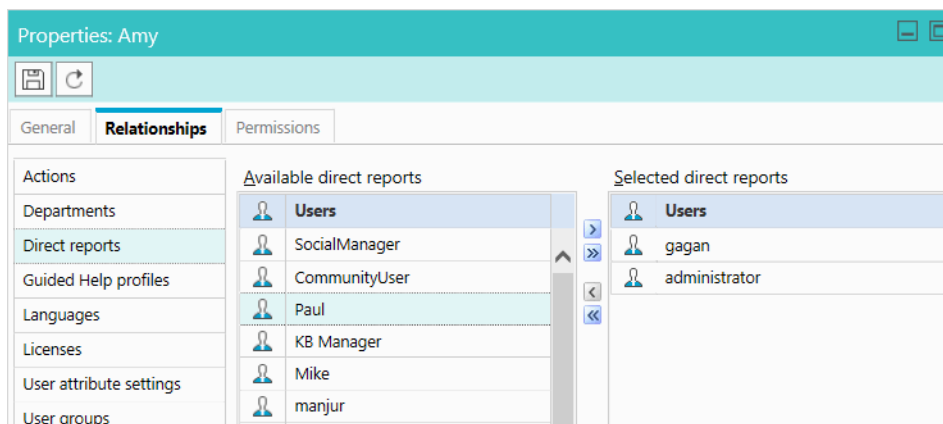 Properties: Amy
General Relationships Permissions
Actions
Departments
Direct reports
Guided Help profiles
Languages
Licenses
User attribute settings
User groups
Available direct reports
Users
SocialManager
CommunityUser
Paul
KB Manager
Mike
manjur
Selected direct reports
Users
gagan
administrator